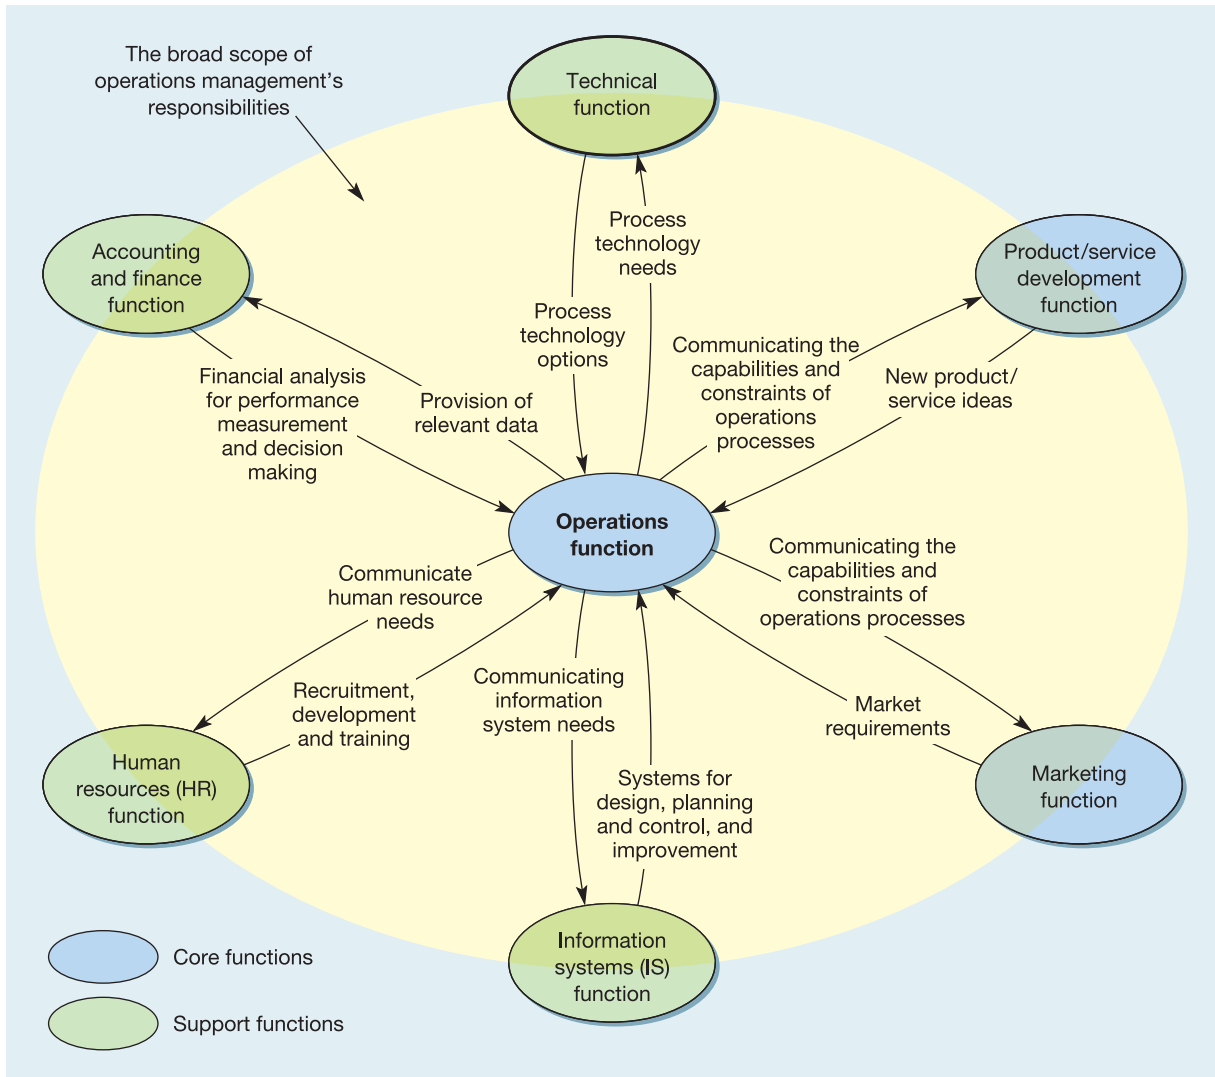 The broad scope of
operations management's
responsibilities
Technical
function
Accounting
and finance
function
Product/service
development
function
Process
technology
needs
Process
technology
options
Financial analysis
for performance
measurement
and decision
making
Provision of
relevant data
Communicating the
capabilities and
constraints of
operations
processes
New product/
service ideas
Operations
function
Communicate
human resource
needs
Recruitment,
development
and training
Communicating
information
system needs
Systems for
design, planning
and control, and
improvement
Communicating the
capabilities and
constraints of
operations processes
Market
requirements
Human
resources (HR)
function
Marketing
function
Information
systems (IS)
function
Core functions
Support functions